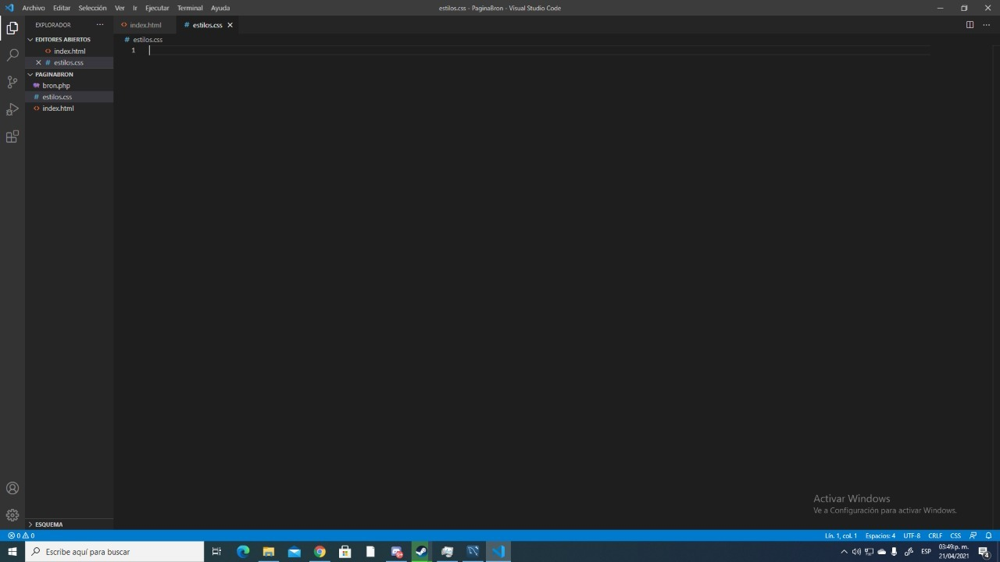 Archivo Editar Selección Ver Ir Ejecutar Terminal Ayuda
estilos.css - PaginaBron - Visual Studio Code
EXPLORADOR
index.html
estilos.css
EDITORES ABIERTOS
estilos.css
index.html
1
estilos.css
PAGINABRON
bron.php
estilos.css
index.html
Activar Windows
Ve a Configuración para activar Windows.
ESQUEMA
0 0
Lín. 1, col. 1 Espacios: 4 UTF-8 CRLF CSS
Escribe aquí para buscar
ESP
03:49 p. m.
21/04/2021
4